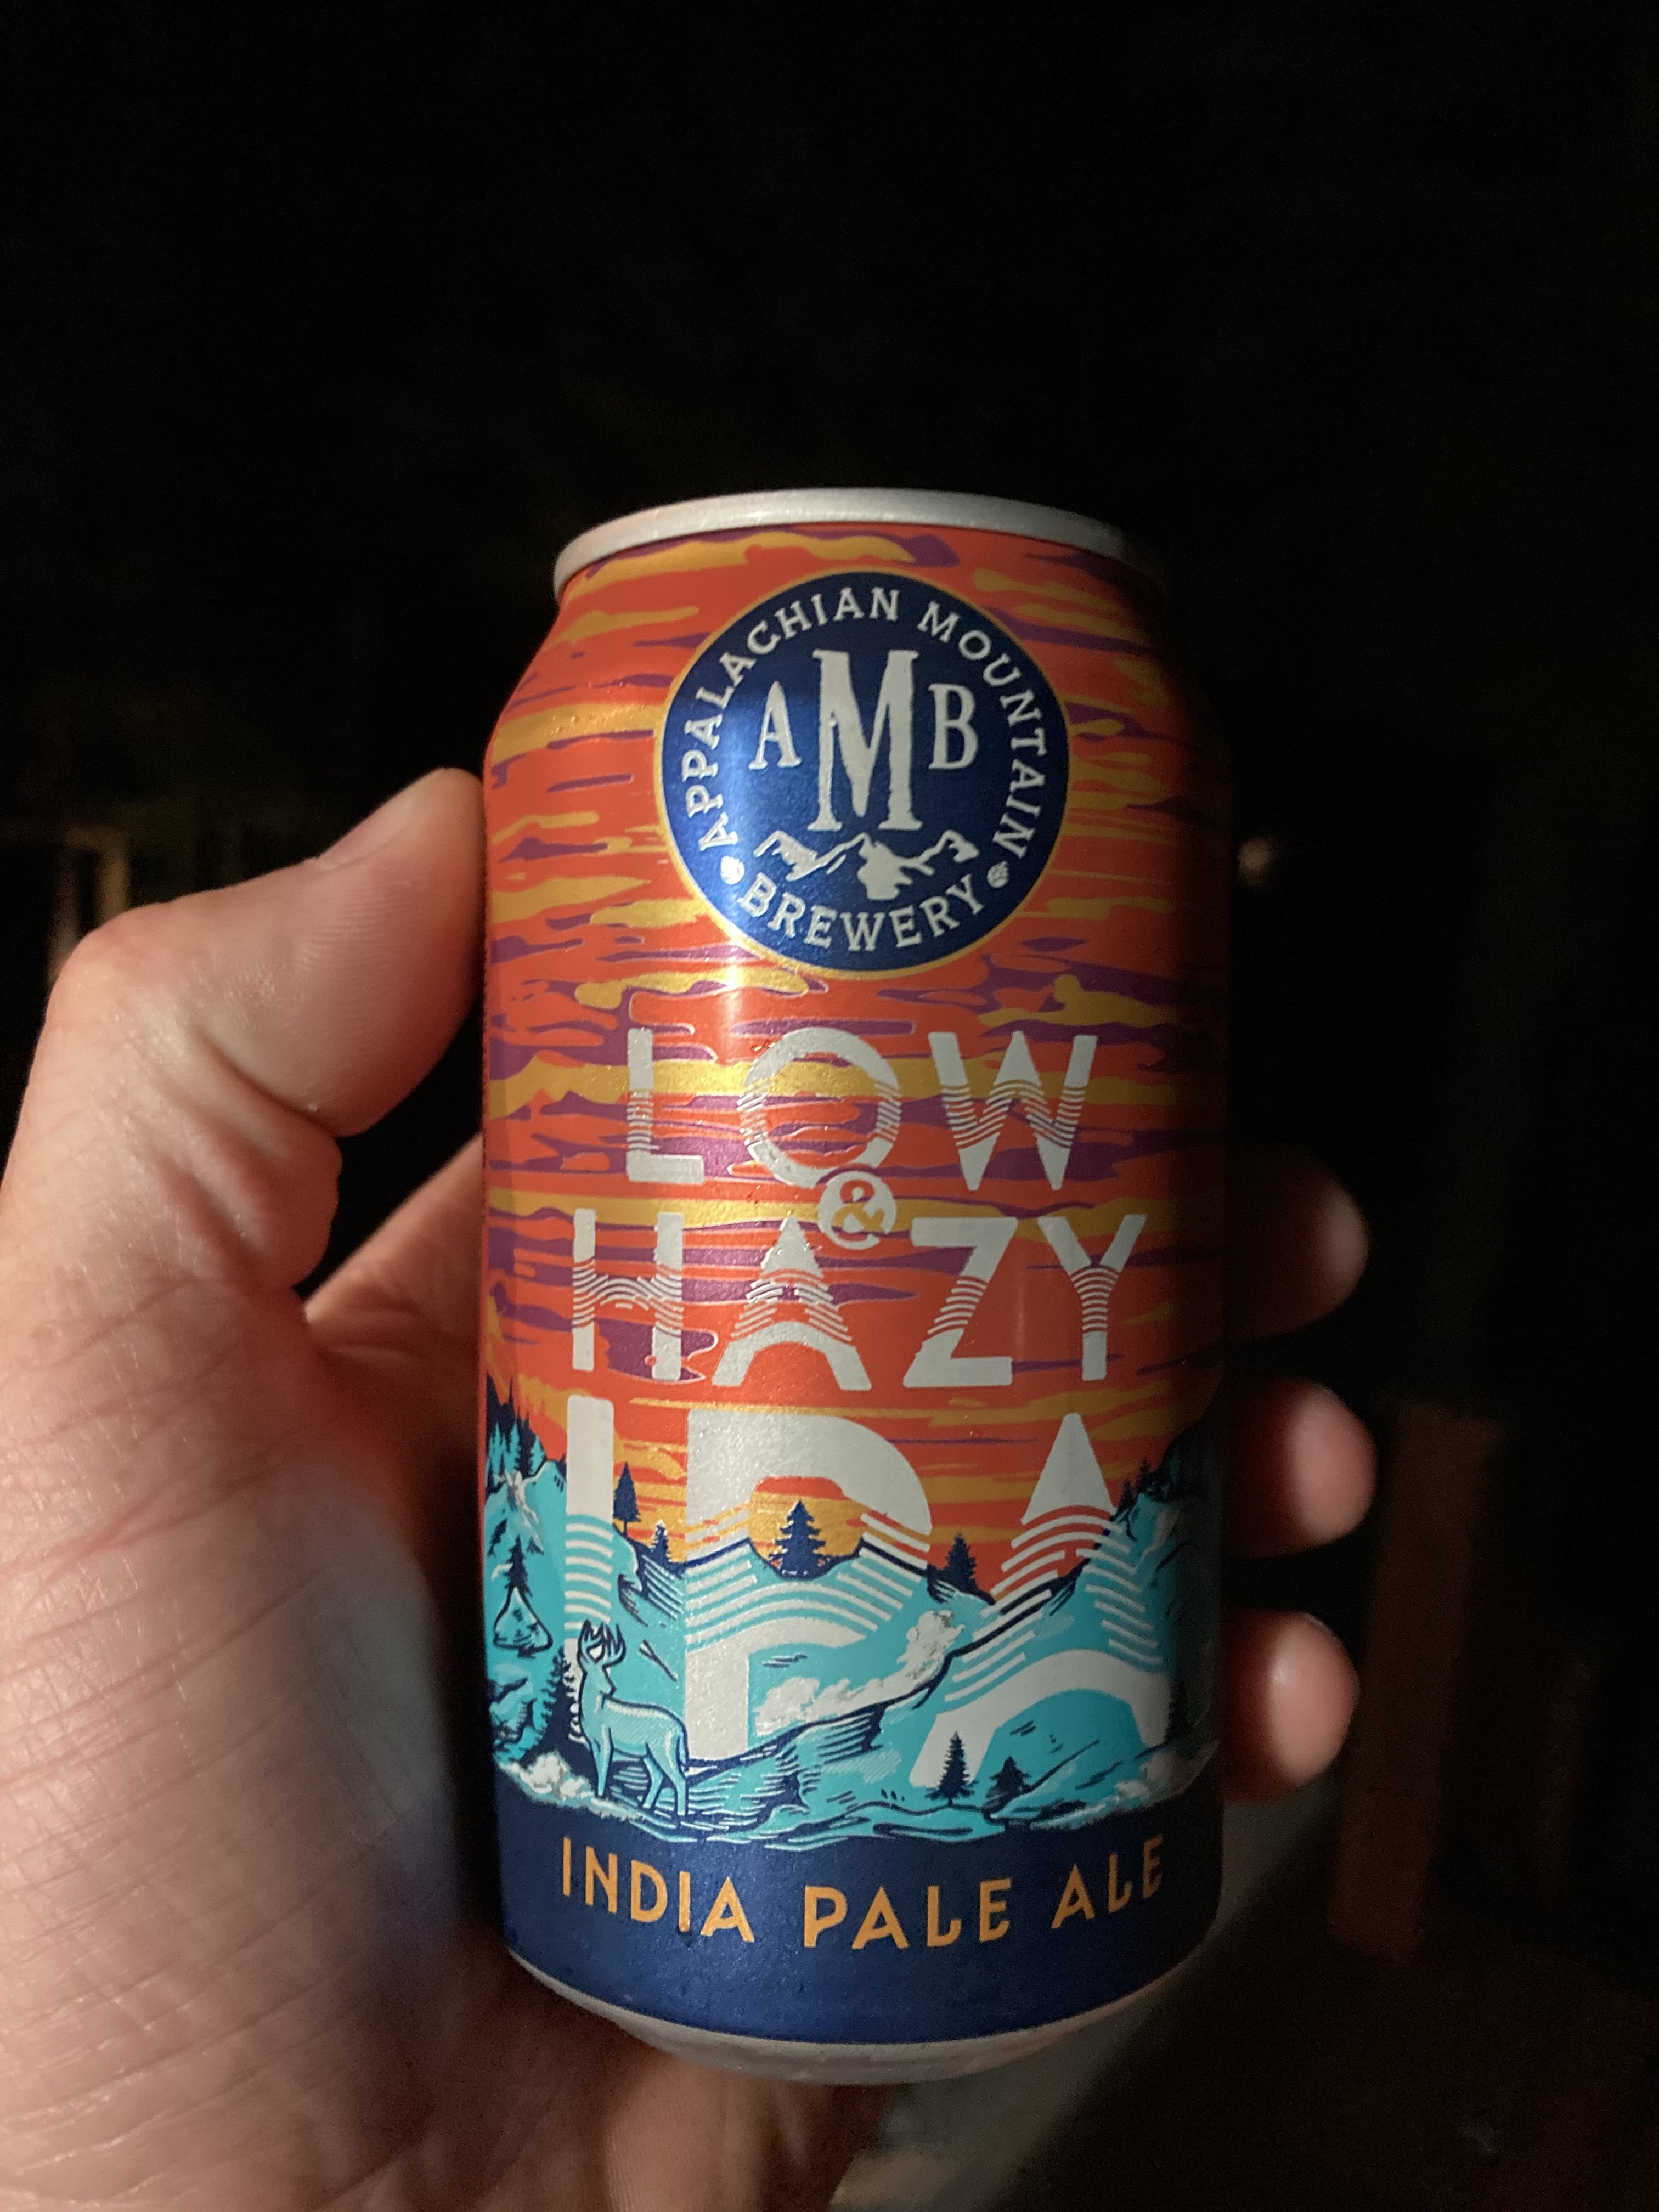 APPALACHIAN MOUNTAIN
AMB
BREWERY
LOW
&
HAZY
IPA
INDIA PALE ALE